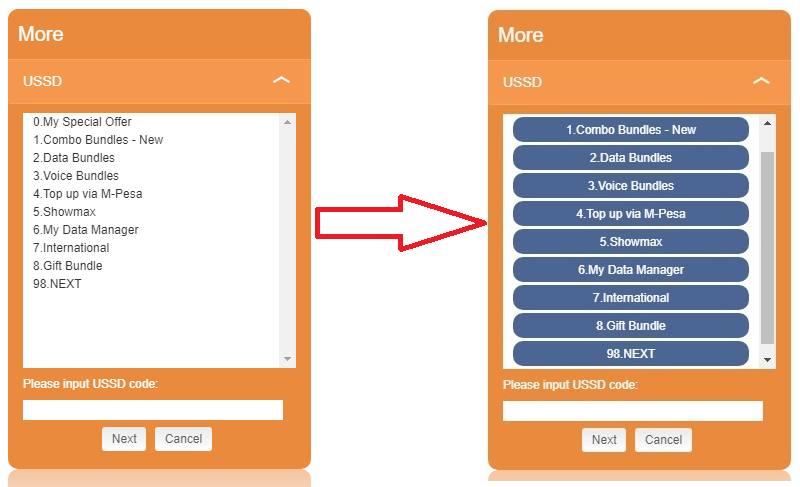 More
USSD
0.My Special Offer
1.Combo Bundles - New
2.Data Bundles
3.Voice Bundles
4.Top up via M-Pesa
5.Showmax
6.My Data Manager
7.International
8.Gift Bundle
98.NEXT
Please input USSD code:
Next Cancel
More
USSD
1.Combo Bundles - New
2.Data Bundles
3.Voice Bundles
4.Top up via M-Pesa
5.Showmax
6.My Data Manager
7.International
8.Gift Bundle
98.NEXT
Please input USSD code:
Next Cancel